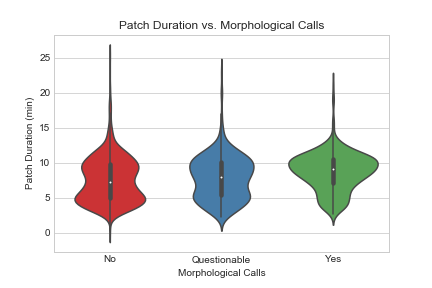 Patch Duration vs. Morphological Calls
25
20
15
10
5
0
Patch Duration (min)
No
Questionable
Yes
Morphological Calls